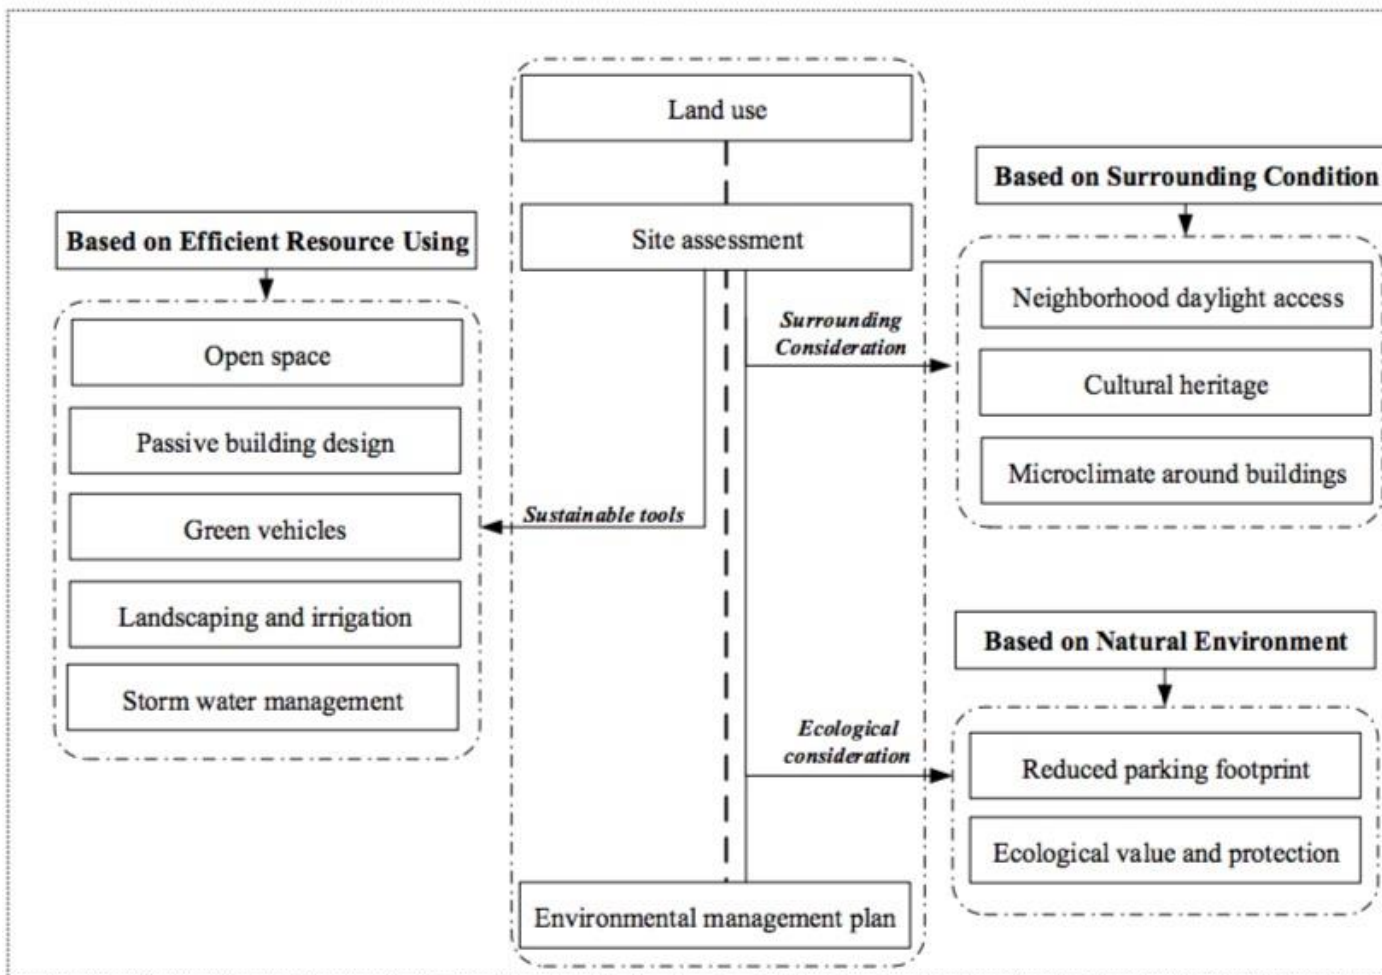 Land use
Site assessment
Based on Efficient Resource Using
Open space
Passive building design
Green vehicles
Landscaping and irrigation
Storm water management
Sustainable tools
Surrounding
Consideration
Based on Surrounding Condition
Neighborhood daylight access
Cultural heritage
Microclimate around buildings
Ecological
consideration
Based on Natural Environment
Reduced parking footprint
Ecological value and protection
Environmental management plan